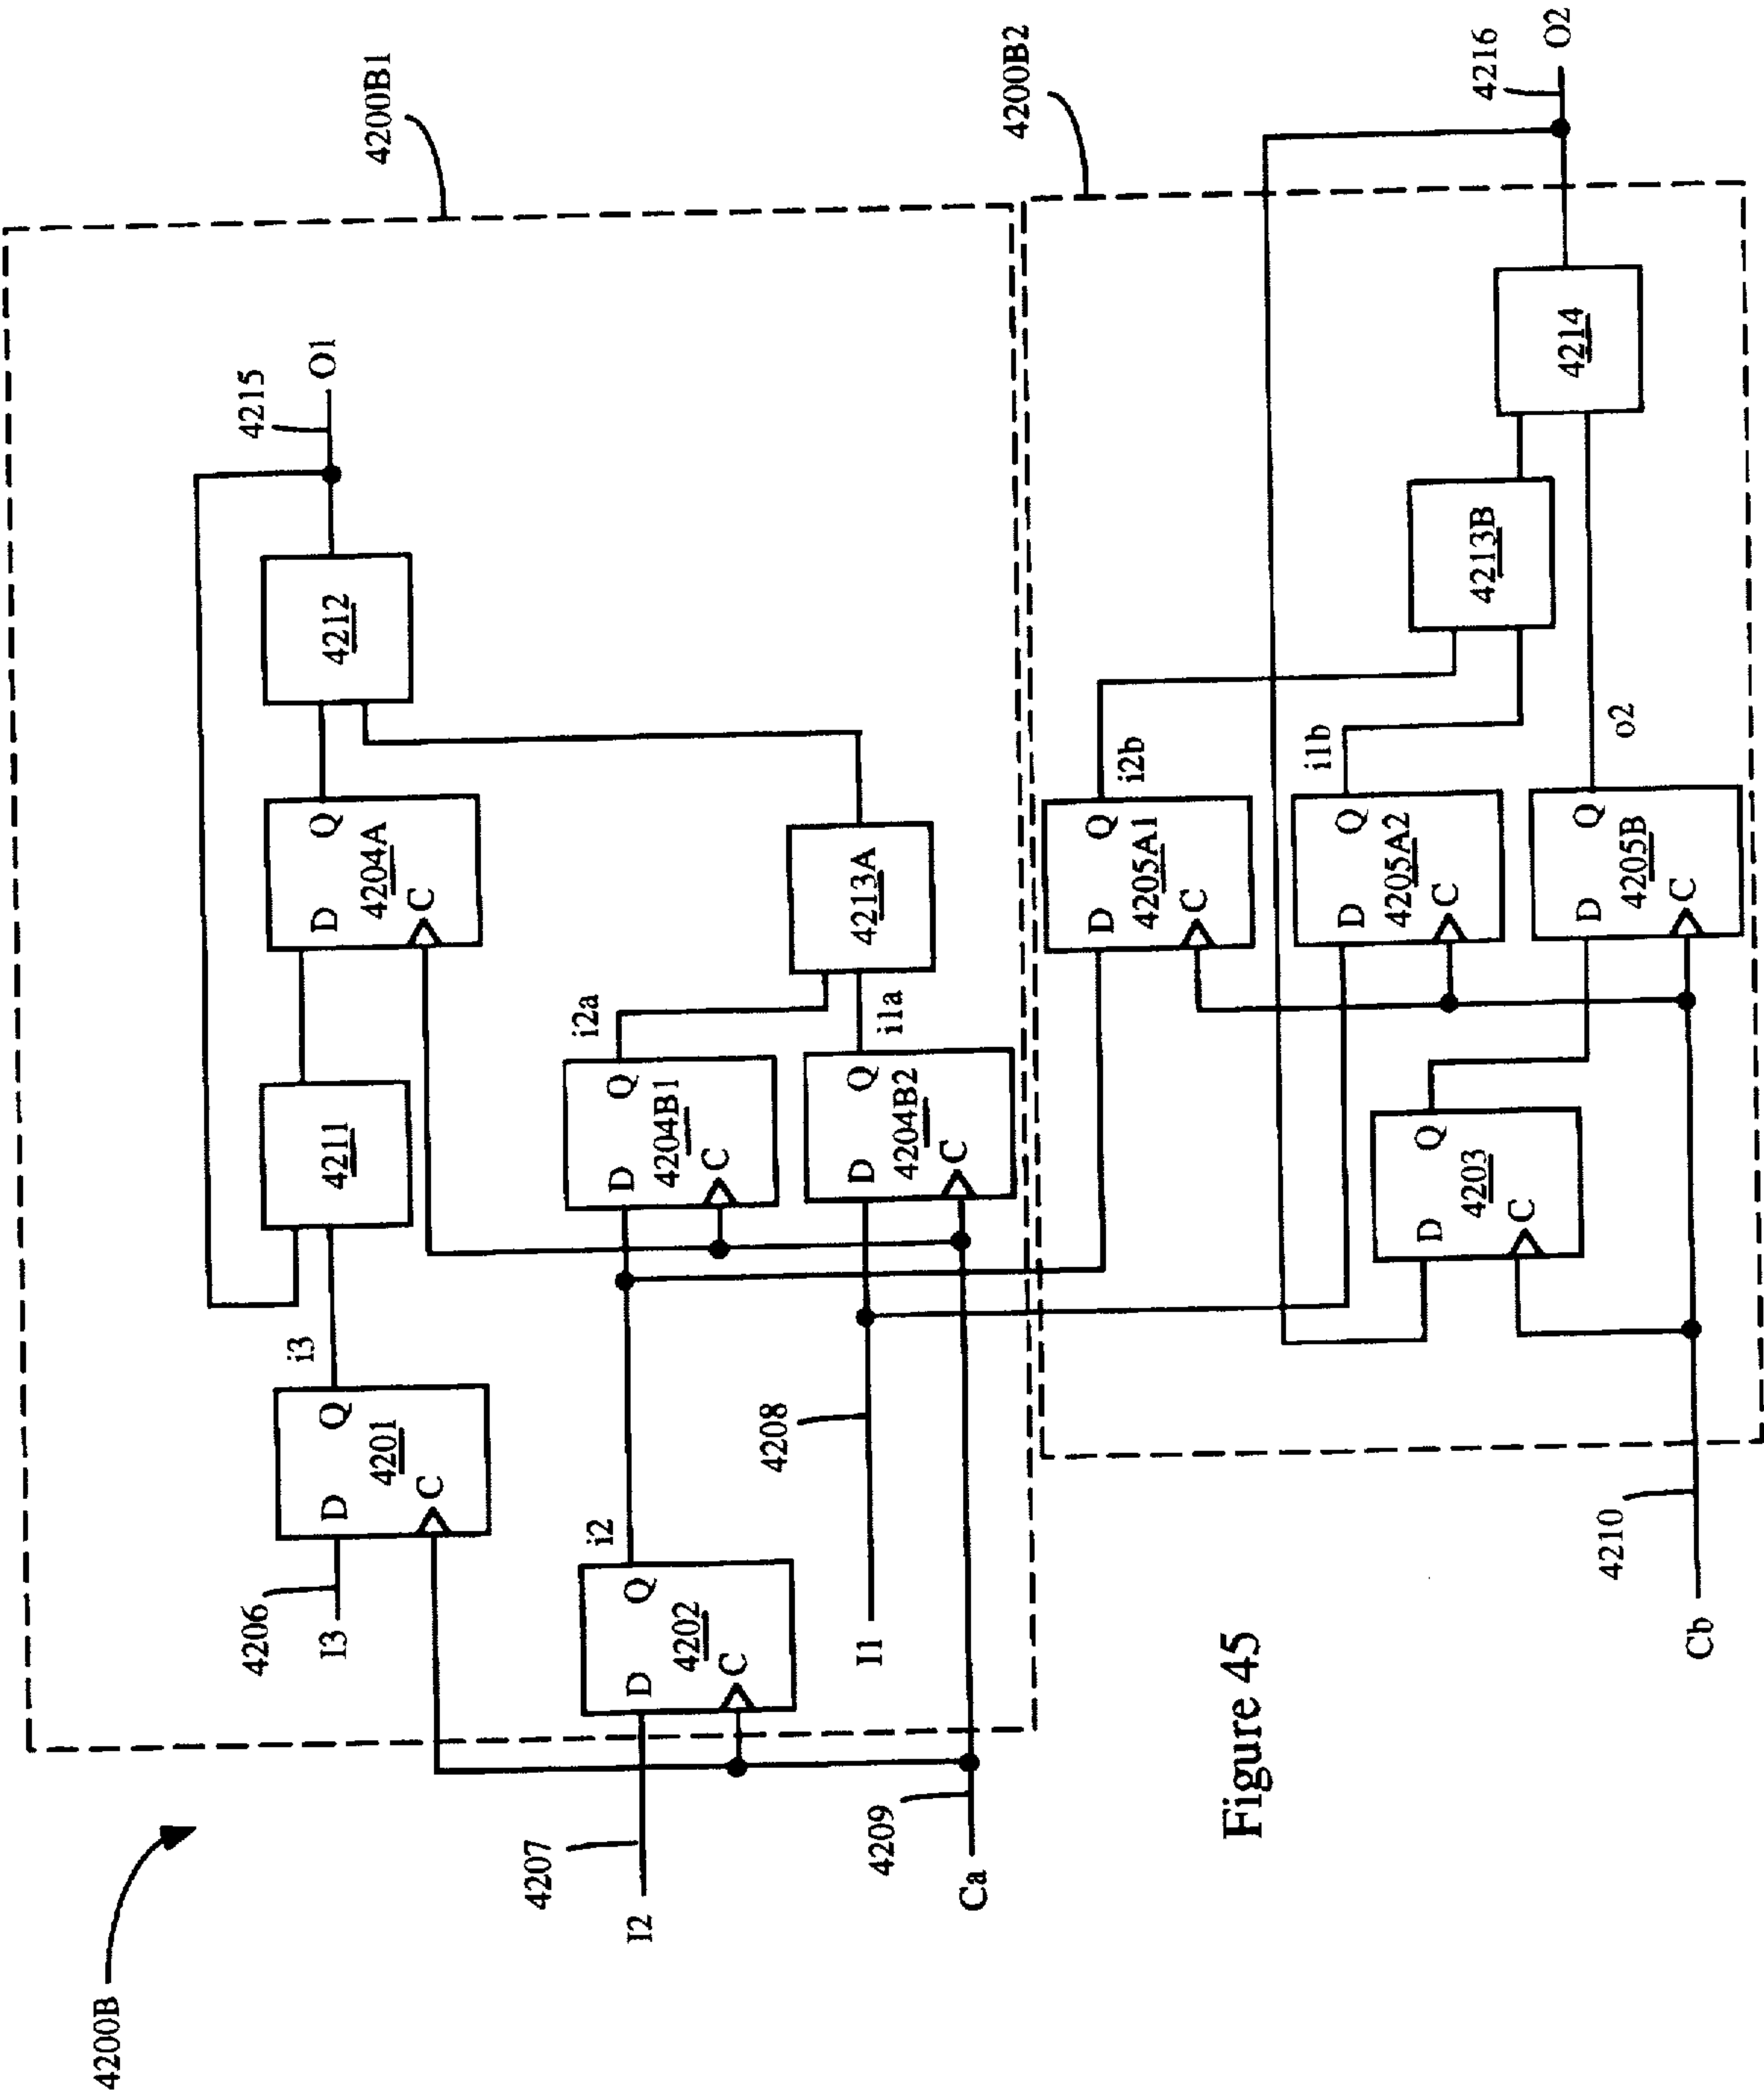 4200B
4200B1
4200B2
4206
I3
D
Q
4201
C
i3
4211
D
Q
4204A
C
4212
4215
O1
4207
I2
D
Q
4202
C
i2
D
Q
4204B1
C
i2a
4208
I1
D
Q
4204B2
C
i1a
4213A
4209
Ca
D
Q
4205A1
C
i2b
D
Q
4205A2
C
i1b
4213B
D
Q
4203
C
D
Q
4205B
C
o2
4214
4216
O2
4210
Cb
Figure 45